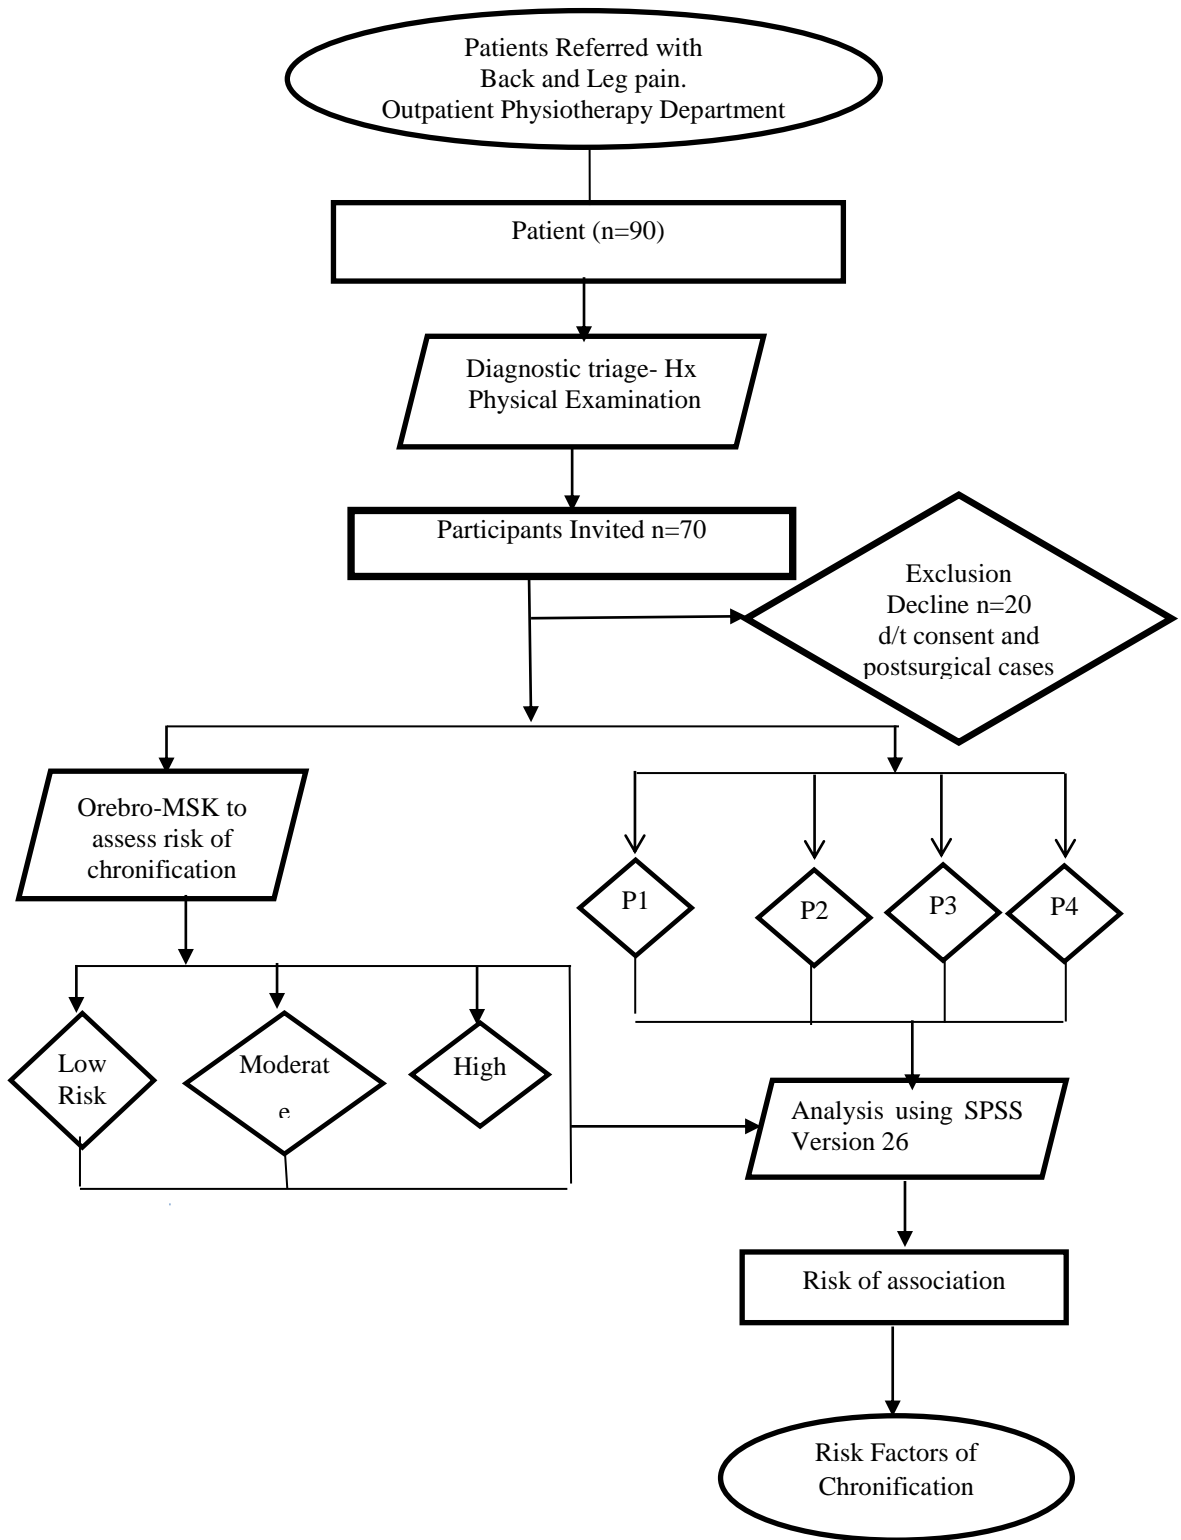 Patients Referred with
Back and Leg pain.
Outpatient Physiotherapy Department
Patient (n=90)
Diagnostic triage- Hx
Physical Examination
Participants Invited n=70
Exclusion
Decline n=20
d/t consent and
postsurgical cases
Orebro-MSK to
assess risk of
chronification
P1
P2
P3
P4
Low
Risk
Moderat
e
High
Analysis using SPSS
Version 26
Risk of association
Risk Factors of
Chronification